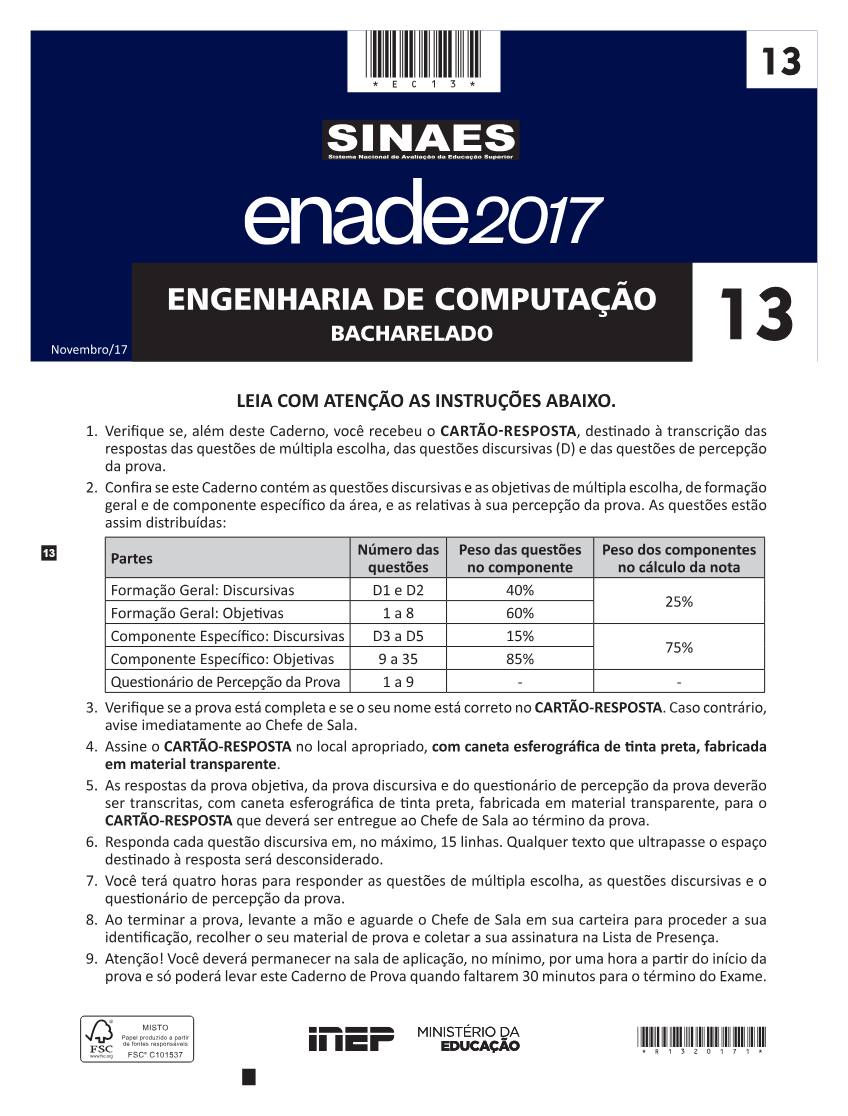 *EC13*
13
SINAES
Sistema Nacional de Avaliação da Educação Superior
enade2017
ENGENHARIA DE COMPUTAÇÃO
BACHARELADO
13
Novembro/17
LEIA COM ATENÇÃO AS INSTRUÇÕES ABAIXO.
1. Verifique se, além deste Caderno, você recebeu o CARTÃO-RESPOSTA, destinado à transcrição das
respostas das questões de múltipla escolha, das questões discursivas (D) e das questões de percepção
da prova.
2. Confira se este Caderno contém as questões discursivas e as objetivas de múltipla escolha, de formação
geral e de componente específico da área, e as relativas à sua percepção da prova. As questões estão
assim distribuídas:
13
Partes Número das questões Peso das questões no componente Peso dos componentes no cálculo da nota
Formação Geral: Discursivas D1 e D2 40% 25%
Formação Geral: Objetivas 1 a 8 60%
Componente Específico: Discursivas D3 a D5 15% 75%
Componente Específico: Objetivas 9 a 35 85%
Questionário de Percepção da Prova 1 a 9 - -
3. Verifique se a prova está completa e se o seu nome está correto no CARTÃO-RESPOSTA. Caso contrário,
avise imediatamente ao Chefe de Sala.
4. Assine o CARTÃO-RESPOSTA no local apropriado, com caneta esferográfica de tinta preta, fabricada
em material transparente.
5. As respostas da prova objetiva, da prova discursiva e do questionário de percepção da prova deverão
ser transcritas, com caneta esferográfica de tinta preta, fabricada em material transparente, para o
CARTÃO-RESPOSTA que deverá ser entregue ao Chefe de Sala ao término da prova.
6. Responda cada questão discursiva em, no máximo, 15 linhas. Qualquer texto que ultrapasse o espaço
destinado à resposta será desconsiderado.
7. Você terá quatro horas para responder as questões de múltipla escolha, as questões discursivas e o
questionário de percepção da prova.
8. Ao terminar a prova, levante a mão e aguarde o Chefe de Sala em sua carteira para proceder a sua
identificação, recolher o seu material de prova e coletar a sua assinatura na Lista de Presença.
9. Atenção! Você deverá permanecer na sala de aplicação, no mínimo, por uma hora a partir do início da
prova e só poderá levar este Caderno de Prova quando faltarem 30 minutos para o término do Exame.
FSC
www.fsc.org
MISTO
Papel produzido a partir
de fontes responsáveis
FSC® C101537
inep
MINISTÉRIO DA
EDUCAÇÃO
*R1320171*